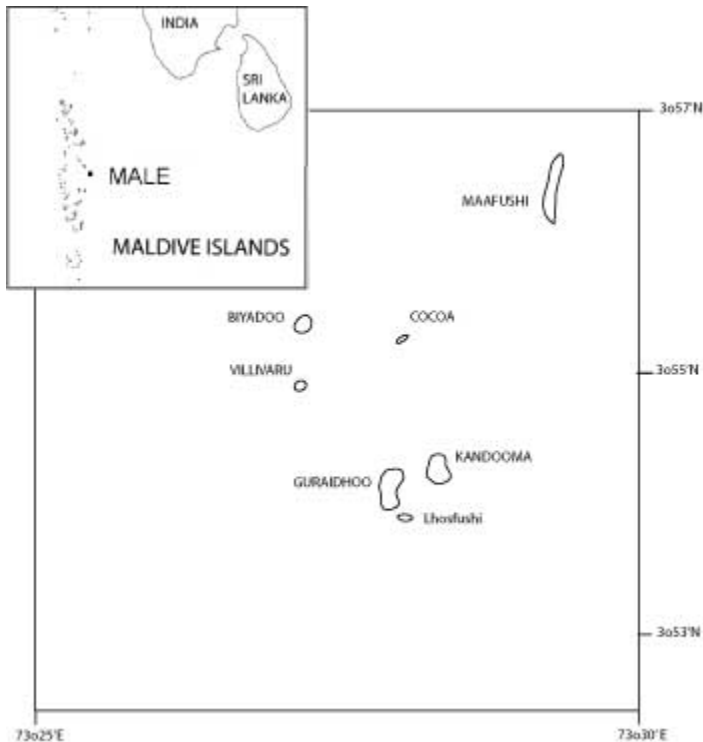 INDIA
SRI
LANKA
MALE
MALDIVE ISLANDS
3o57'N
MAAFUSHI
BIYADOO
COCOA
VILLIVARU
3o55'N
KANDOOMA
GURAIDHOO
Lhosfushi
3o53'N
73o25'E
73o30'E